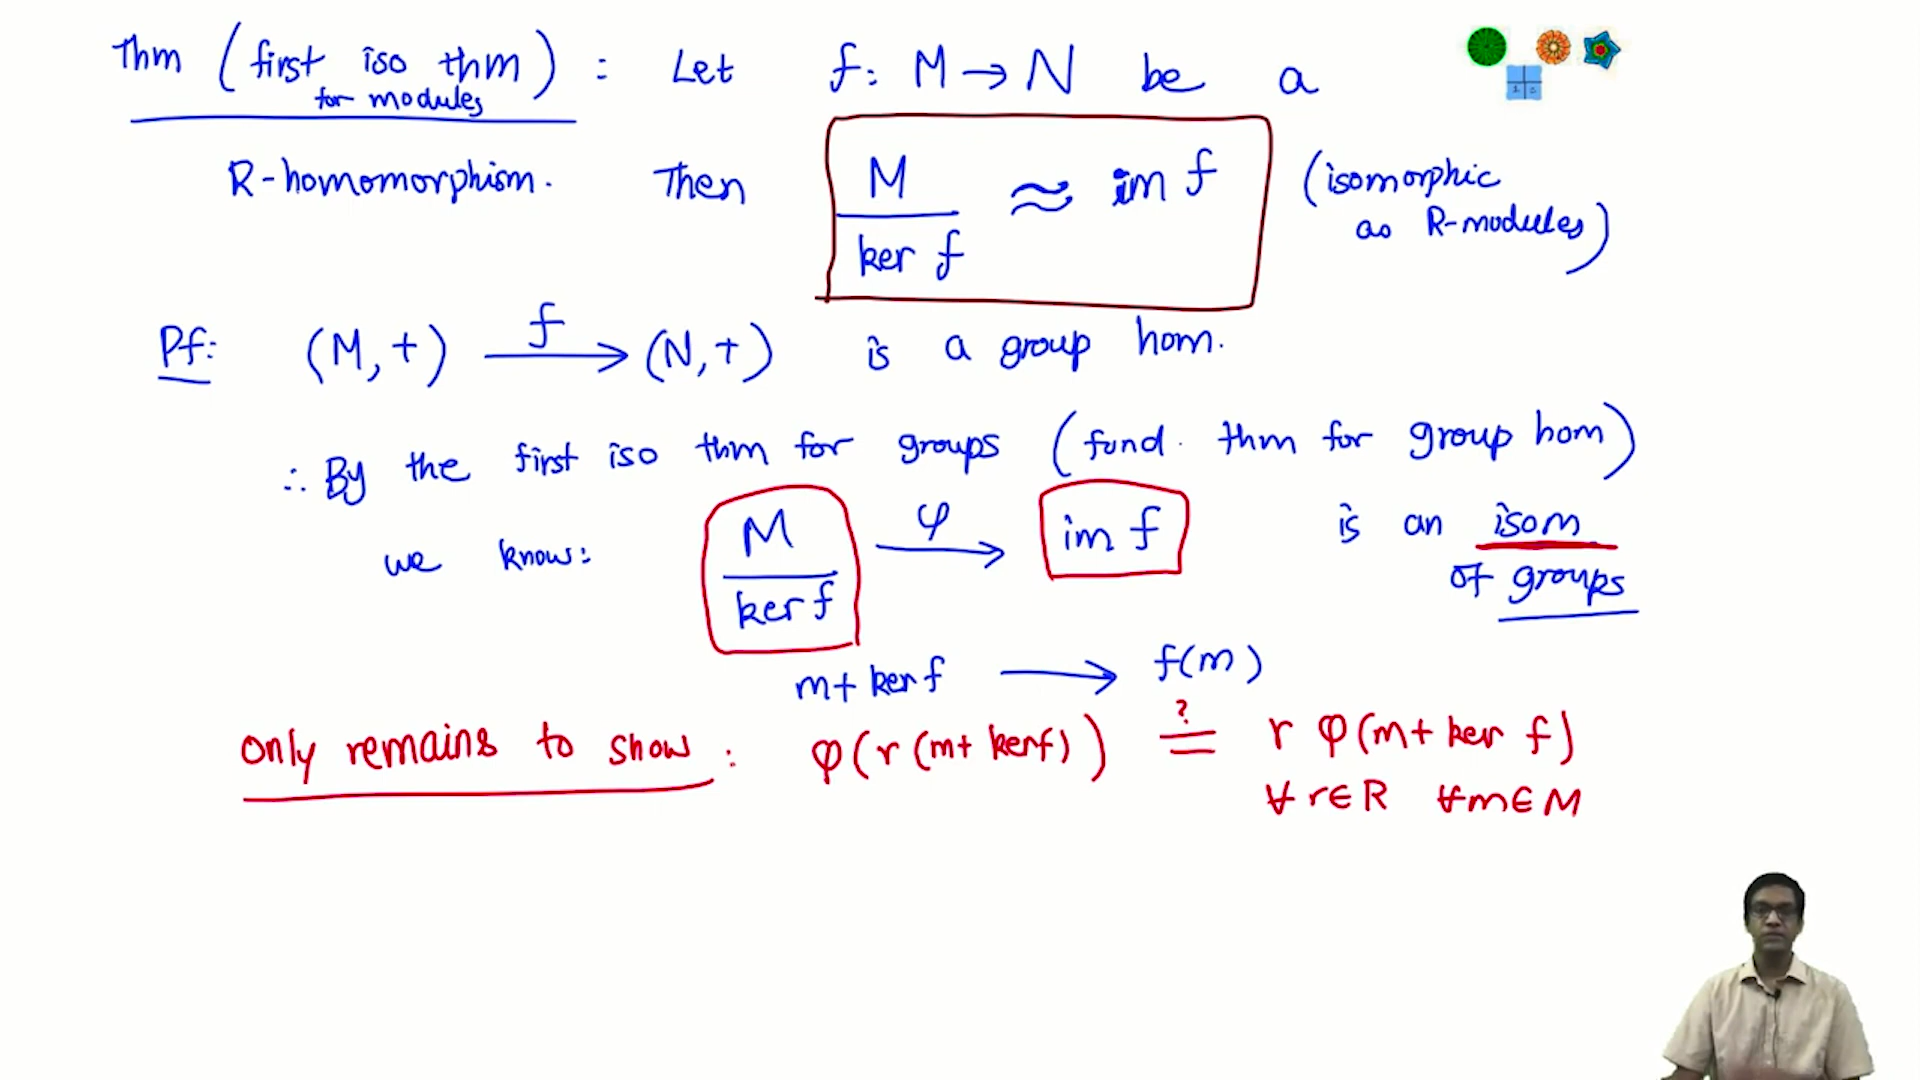 Thm (first iso thm) : Let f: M → N be a
for modules
R-homomorphism. Then M / ker f ≈ im f (isomorphic
as R-modules)
Pf: (M, +) f → (N, +) is a group hom.
∴ By the first iso thm for groups (fund. thm for group hom)
we know: M / ker f φ → im f is an isom
of groups
m + ker f → f(m)
only remains to show : φ(r (m + ker f)) ?= r φ(m + ker f)
∀ r∈R ∀m∈M